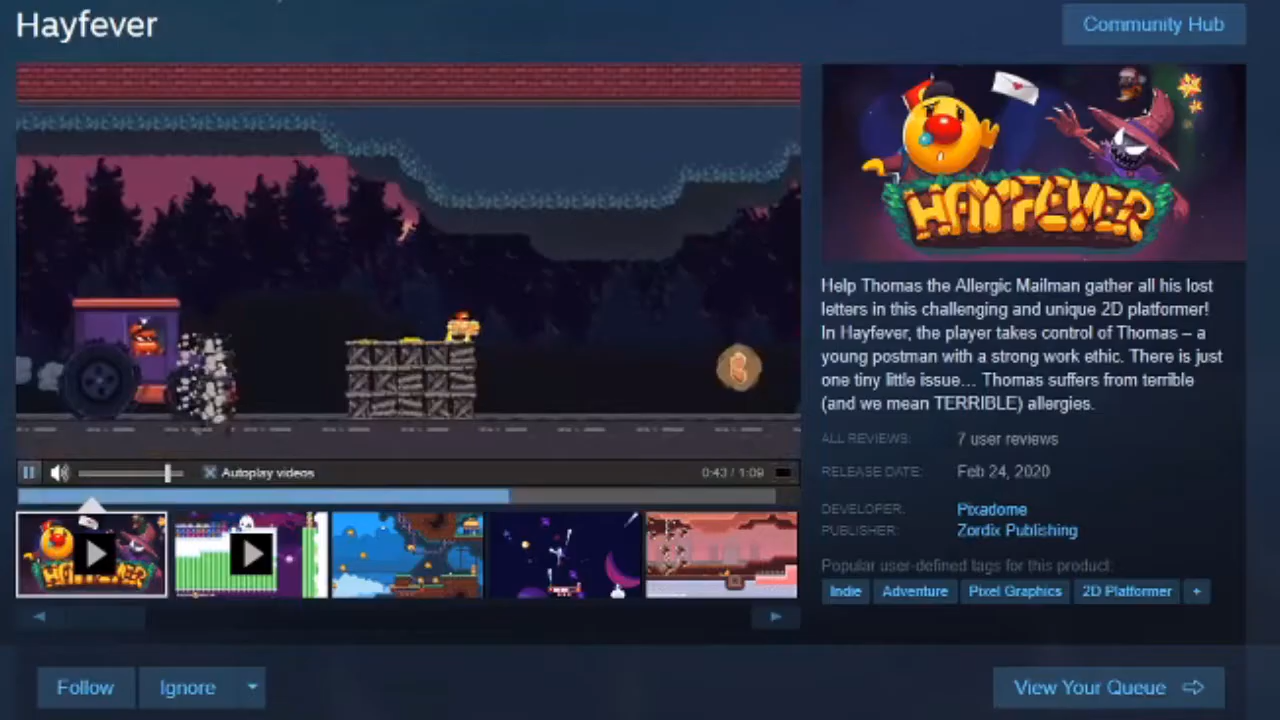 Hayfever
Community Hub
HAYFEVER
Help Thomas the Allergic Mailman gather all his lost
letters in this challenging and unique 2D platformer!
In Hayfever, the player takes control of Thomas – a
young postman with a strong work ethic. There is just
one tiny little issue... Thomas suffers from terrible
(and we mean TERRIBLE) allergies.
ALL REVIEWS: 7 user reviews
RELEASE DATE: Feb 24, 2020
DEVELOPER: Pixadome
PUBLISHER: Zordix Publishing
Popular user-defined tags for this product:
Indie Adventure Pixel Graphics 2D Platformer +
Autoplay videos 0:43 / 1:09
HAYFEVER
Follow Ignore View Your Queue